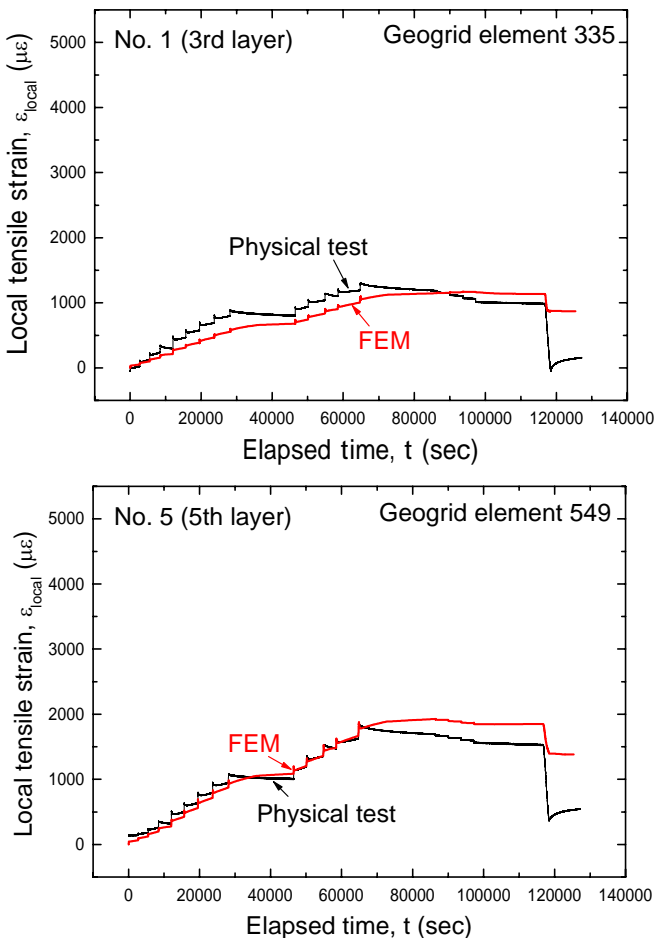 No. 1 (3rd layer)
Geogrid element 335
Local tensile strain, ε_local (με)
5000
4000
3000
2000
1000
0
Physical test
FEM
0 20000 40000 60000 80000 100000 120000 140000
Elapsed time, t (sec)
No. 5 (5th layer)
Geogrid element 549
Local tensile strain, ε_local (με)
5000
4000
3000
2000
1000
0
FEM
Physical test
0 20000 40000 60000 80000 100000 120000 140000
Elapsed time, t (sec)